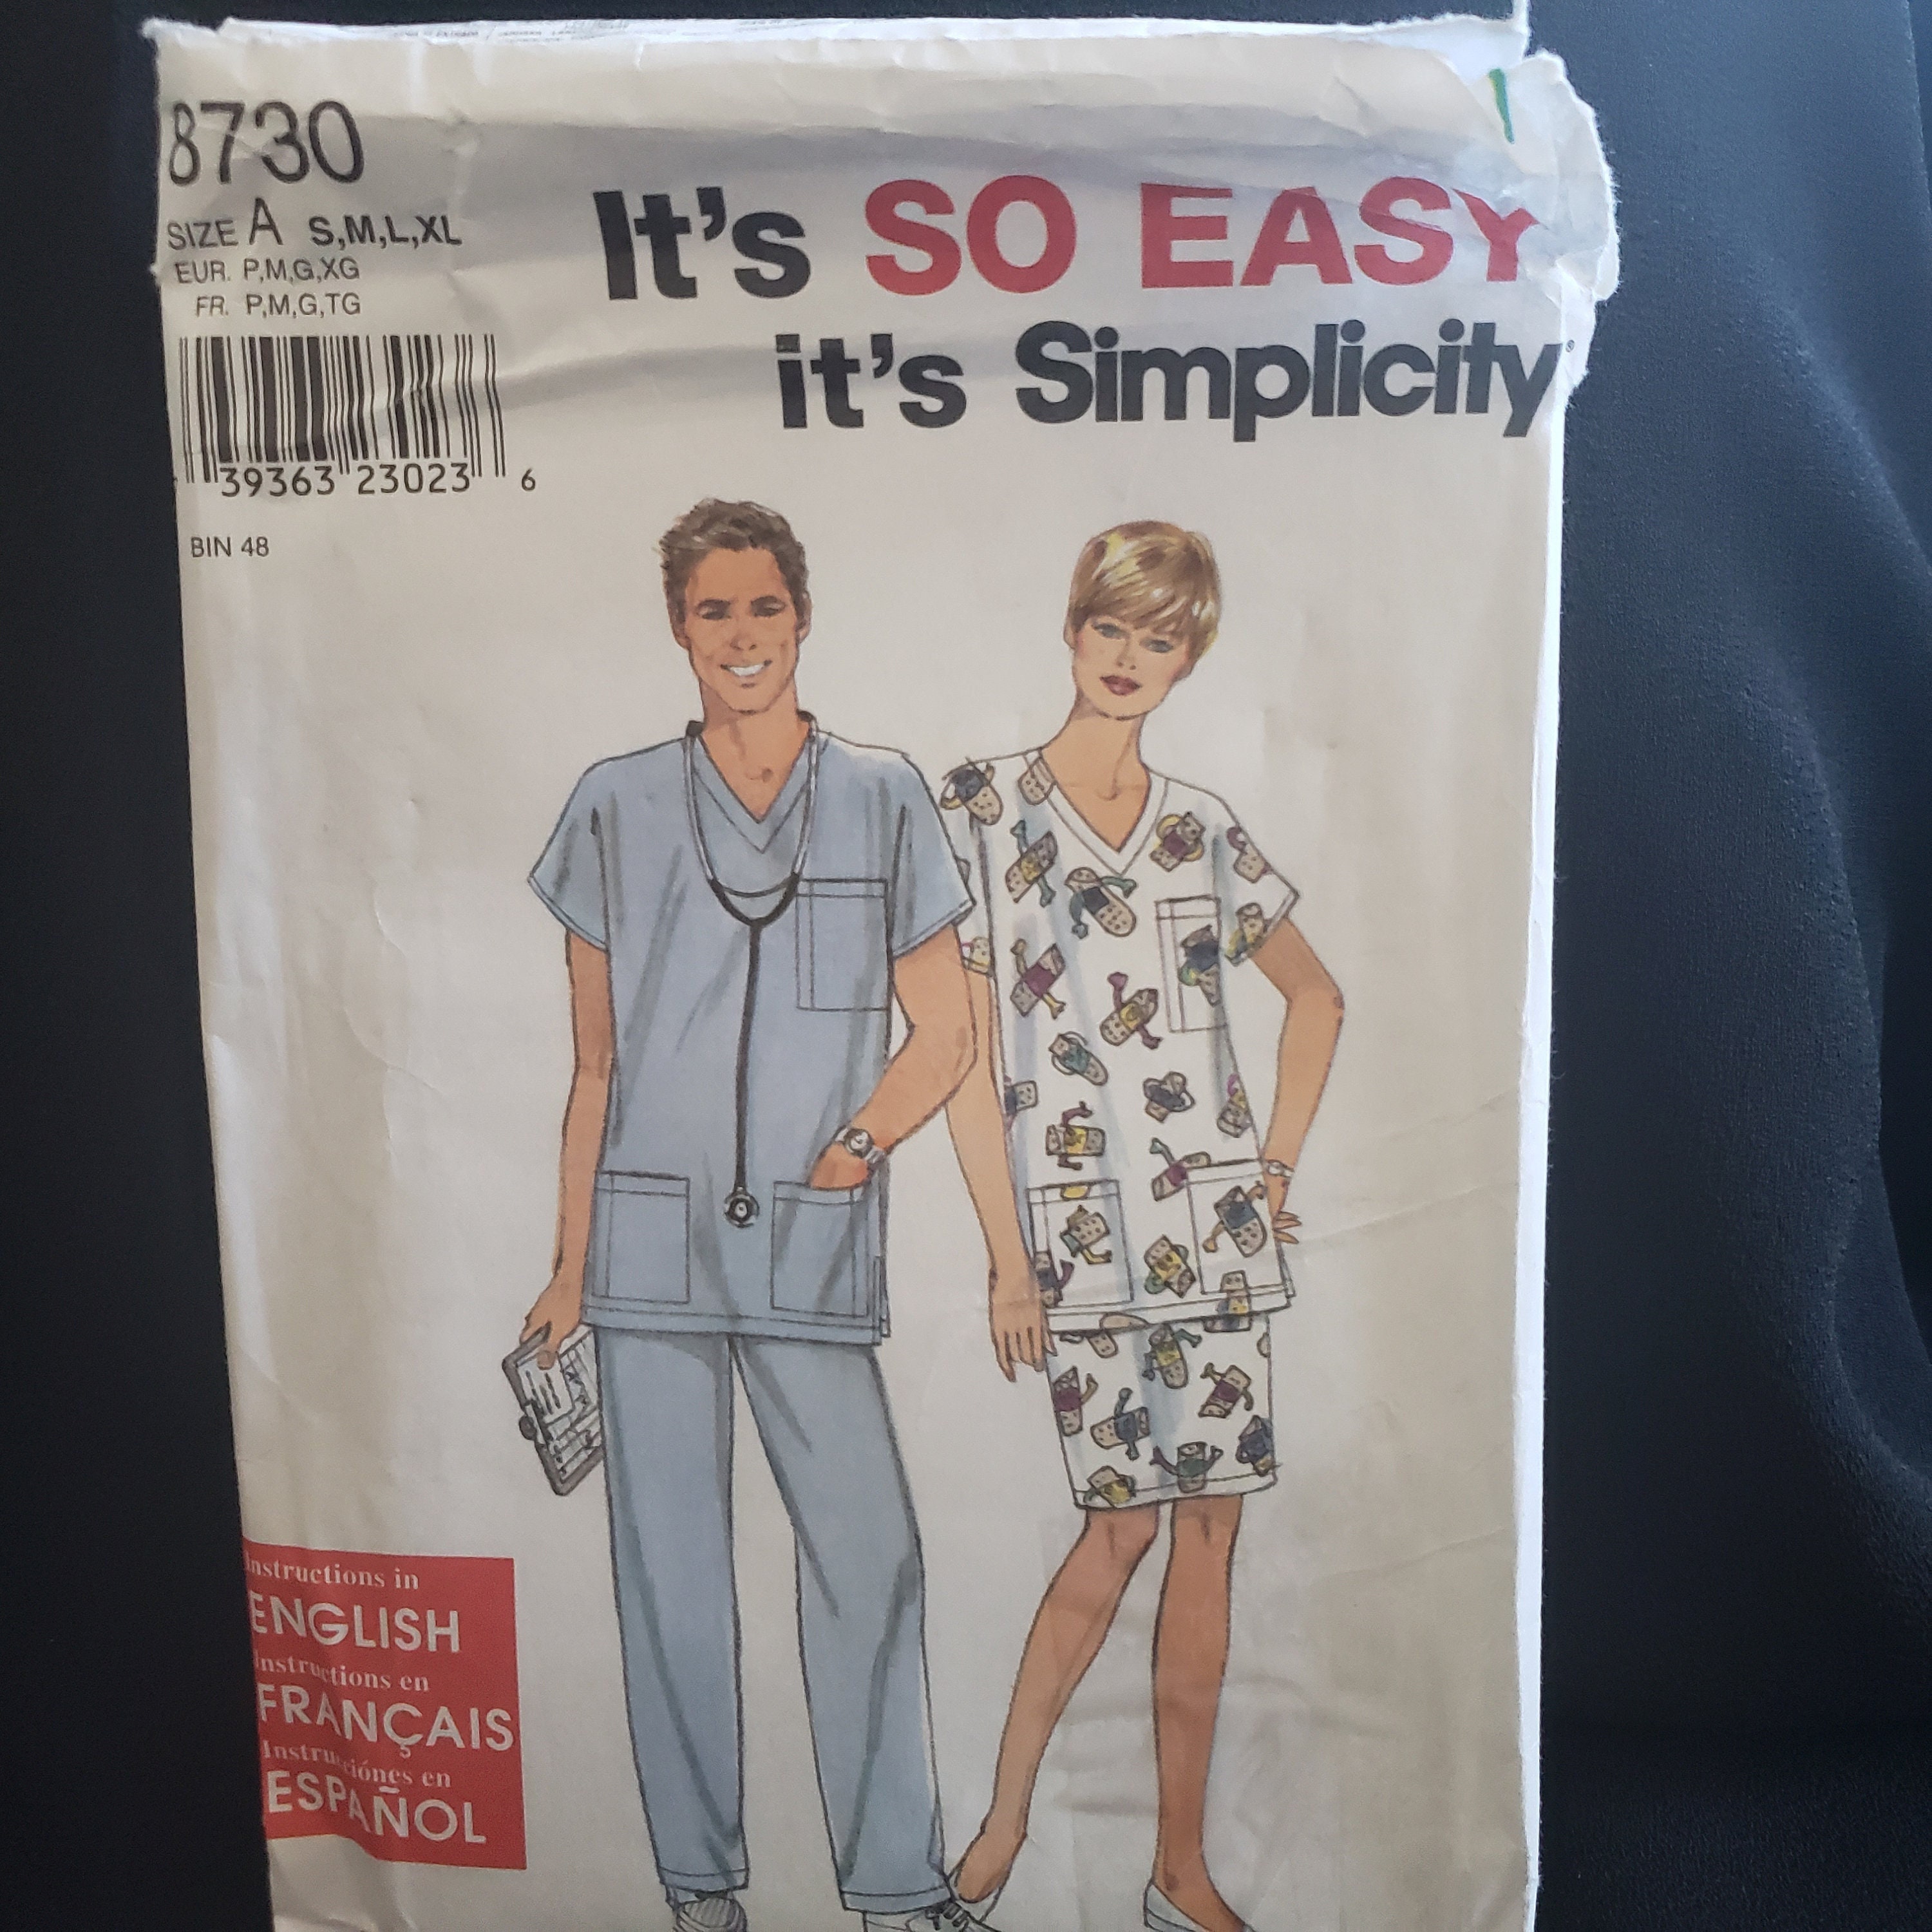 8730
SIZE A S,M,L,XL
EUR. P,M,G,XG
FR. P,M,G,TG
39363 23023 6
BIN 48
It's SO EASY
it's Simplicity®
Instructions in
ENGLISH
Instructions en
FRANÇAIS
Instrucciónes en
ESPAÑOL